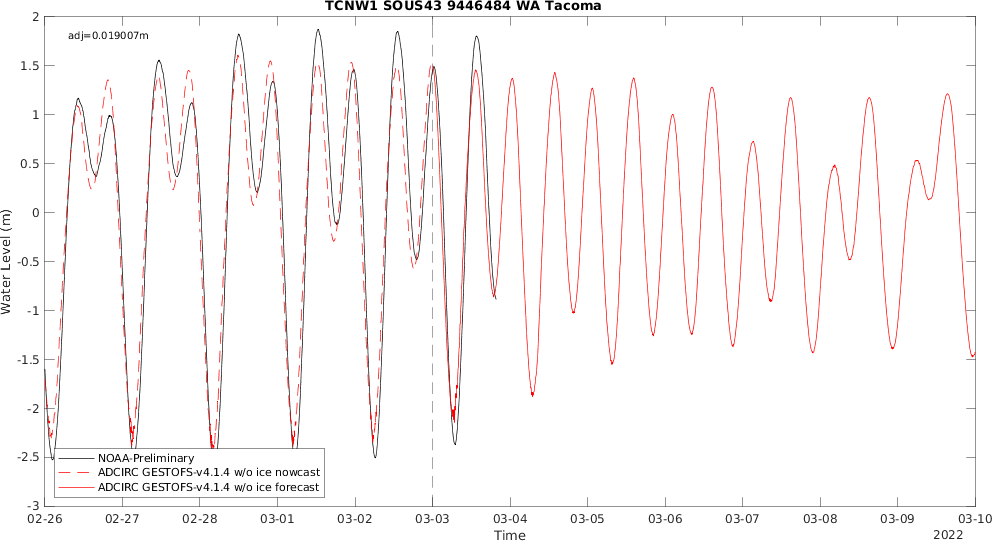 TCNW1 SOUS43 9446484 WA Tacoma
adj=0.019007m
2
1.5
1
0.5
0
-0.5
-1
-1.5
-2
-2.5
-3
Water Level (m)
NOAA-Preliminary
ADCIRC GESTOFS-v4.1.4 w/o ice nowcast
ADCIRC GESTOFS-v4.1.4 w/o ice forecast
02-26 02-27 02-28 03-01 03-02 03-03 03-04 03-05 03-06 03-07 03-08 03-09 03-10
Time
2022